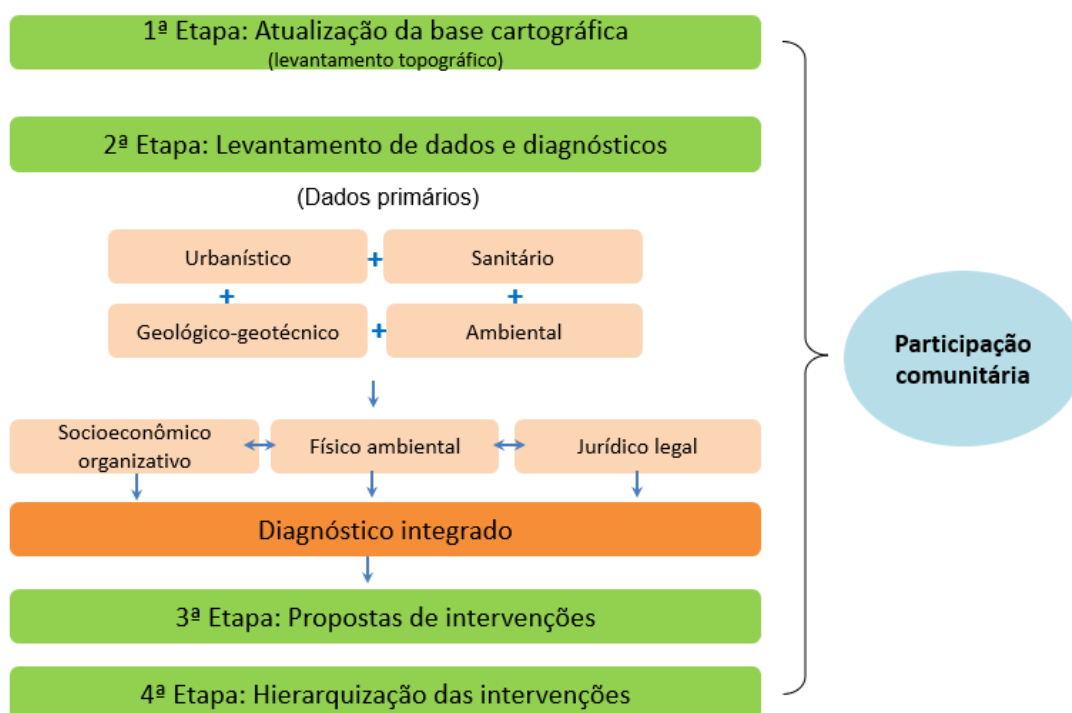 1ª Etapa: Atualização da base cartográfica
(levantamento topográfico)
2ª Etapa: Levantamento de dados e diagnósticos
(Dados primários)
Urbanístico + Sanitário
+ +
Geológico-geotécnico + Ambiental
Socioeconômico
organizativo
Físico ambiental
Jurídico legal
Diagnóstico integrado
3ª Etapa: Propostas de intervenções
4ª Etapa: Hierarquização das intervenções
Participação
comunitária